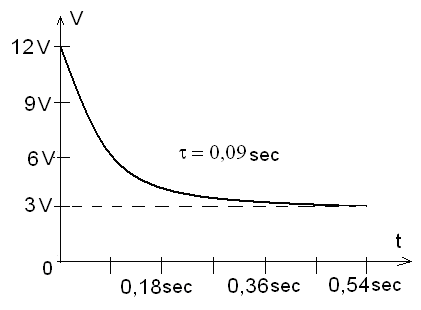 V
12V
9V
6V
τ = 0,09 sec
3V
t
0
0,18sec 0,36sec 0,54sec